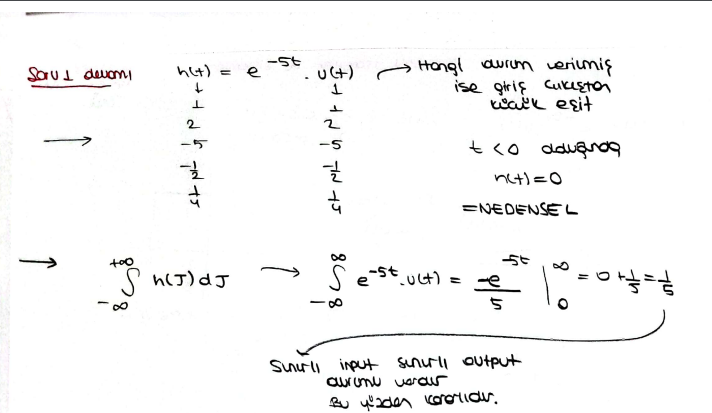 Soru 1 devamı h(t) = e^-5t . u(t) → Hangi durum verilmiş
↓ ↓ ise giriş çıkıştan
1 1 küçük eşit
2 2
→ -5 -5 t < 0 olduğunda
-1/2 -1/2 h(t)=0
1/4 1/4 =NEDENSEL
→ ∫_-∞^+∞ h(J)dJ → ∫_-∞^∞ e^-5t.u(t) = -e^-5t/5 |_0^∞ = 0 + 1/5 = 1/5
Sınırlı input sınırlı output
durumu vardır
Bu yüzden kararlıdır.